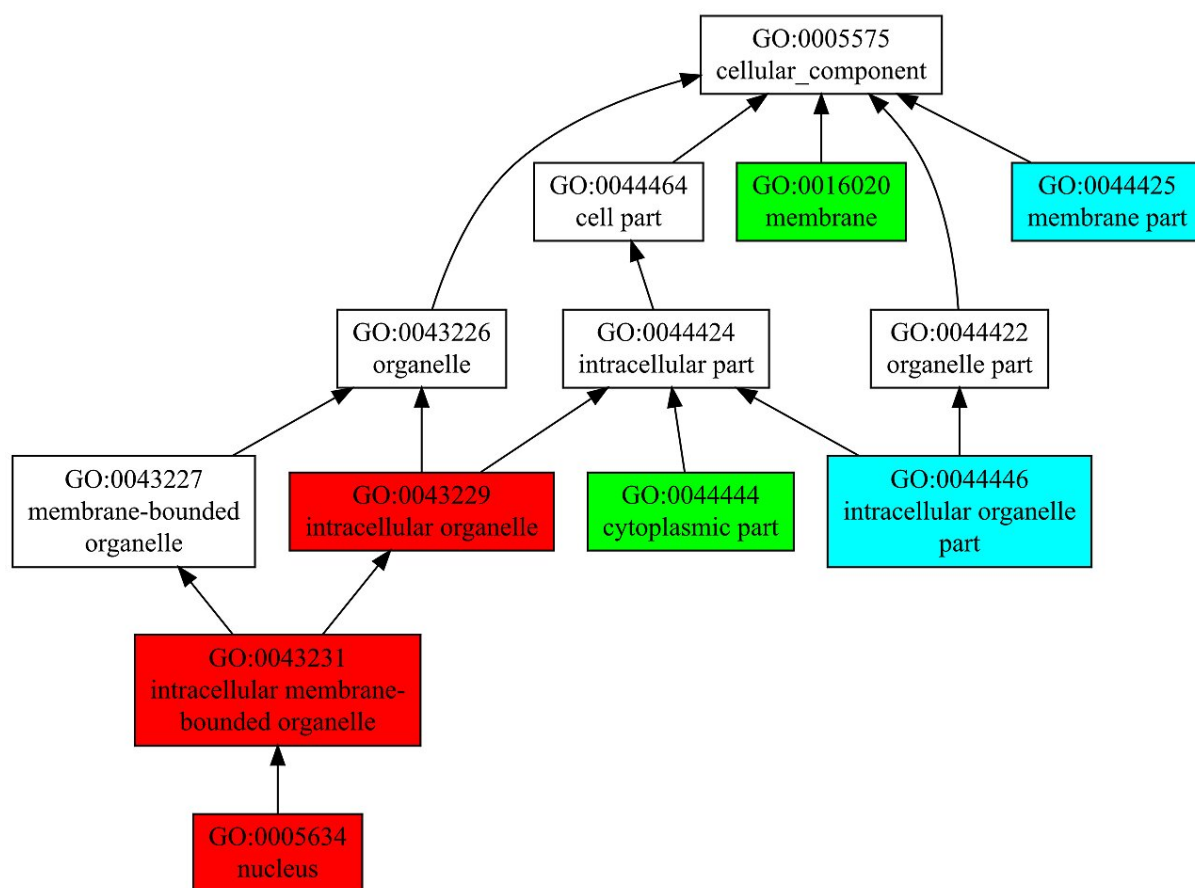 GO:0005575
cellular_component
GO:0044464
cell part
GO:0016020
membrane
GO:0044425
membrane part
GO:0043226
organelle
GO:0044424
intracellular part
GO:0044422
organelle part
GO:0043227
membrane-bounded
organelle
GO:0043229
intracellular organelle
GO:0044444
cytoplasmic part
GO:0044446
intracellular organelle
part
GO:0043231
intracellular membrane-
bounded organelle
GO:0005634
nucleus